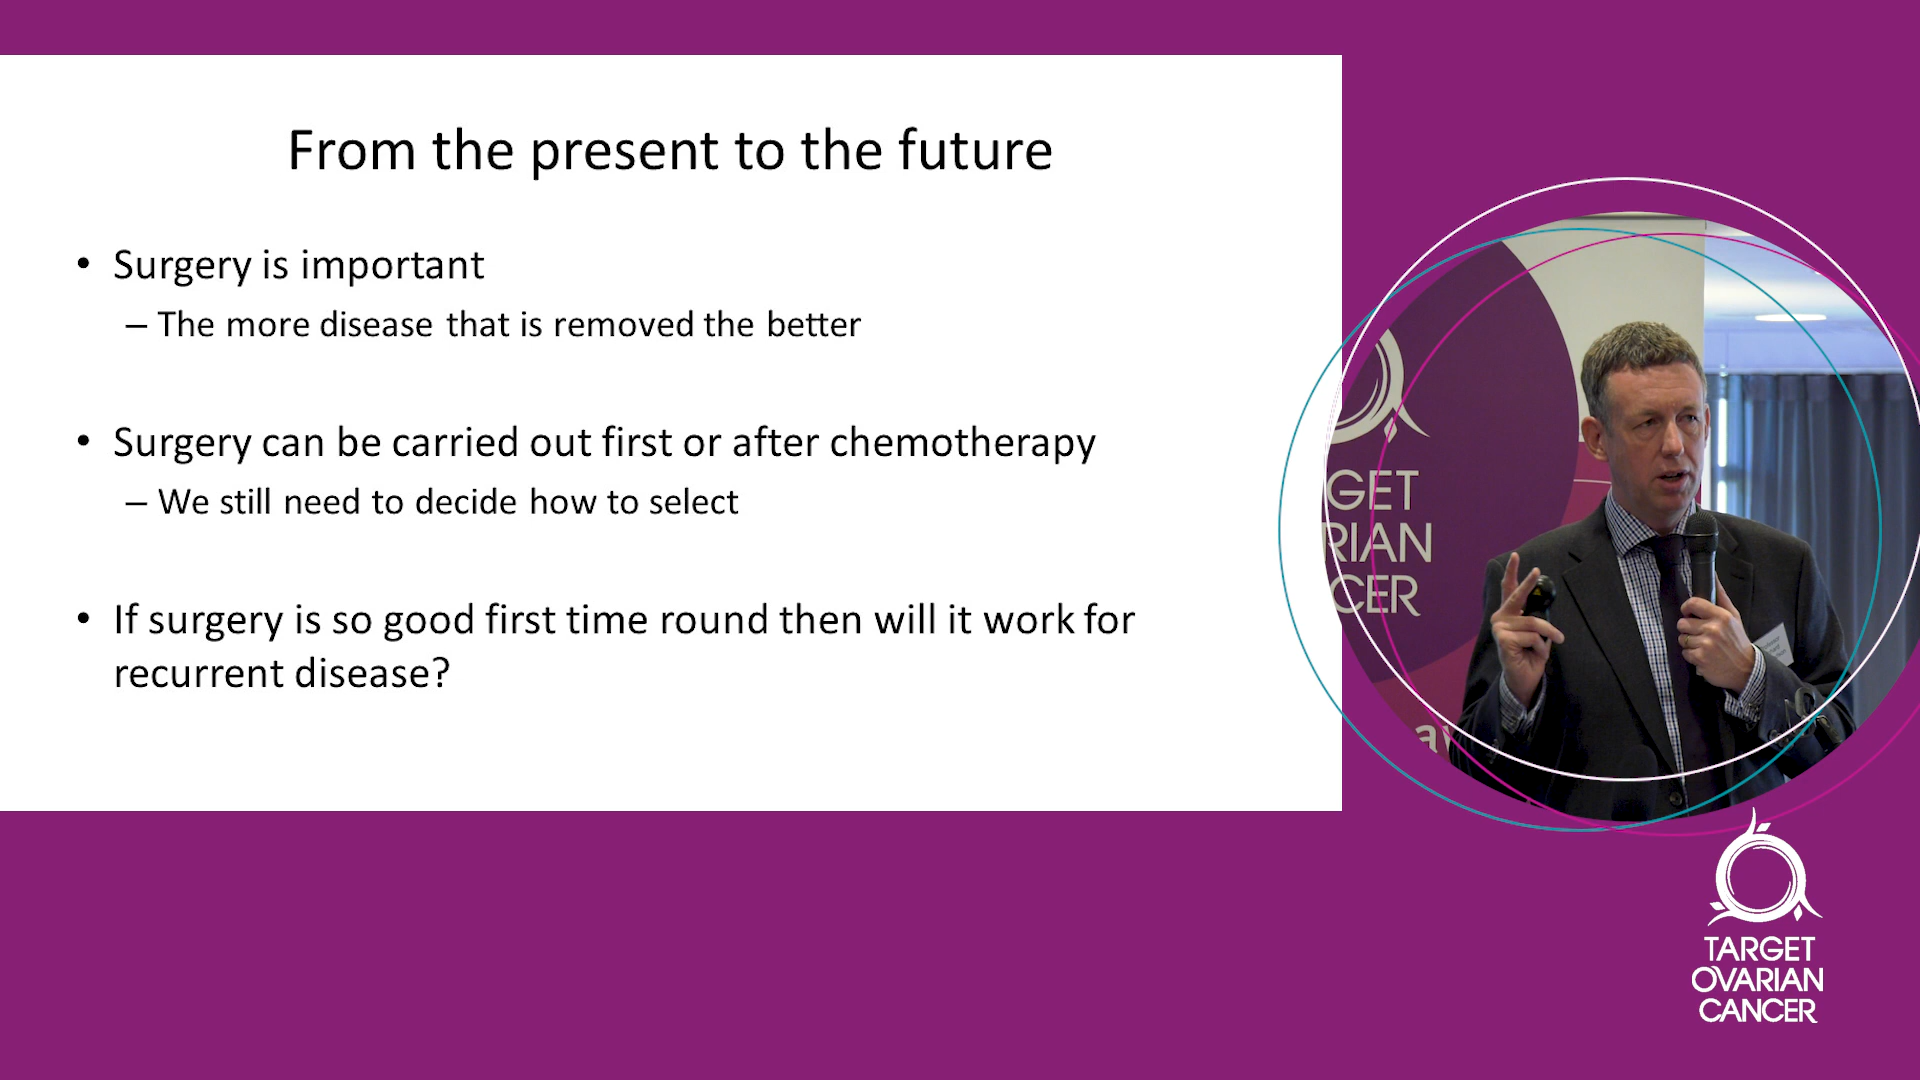 From the present to the future
• Surgery is important
– The more disease that is removed the better
• Surgery can be carried out first or after chemotherapy
– We still need to decide how to select
• If surgery is so good first time round then will it work for
recurrent disease?
GET
RIAN
CER
TARGET
OVARIAN
CANCER